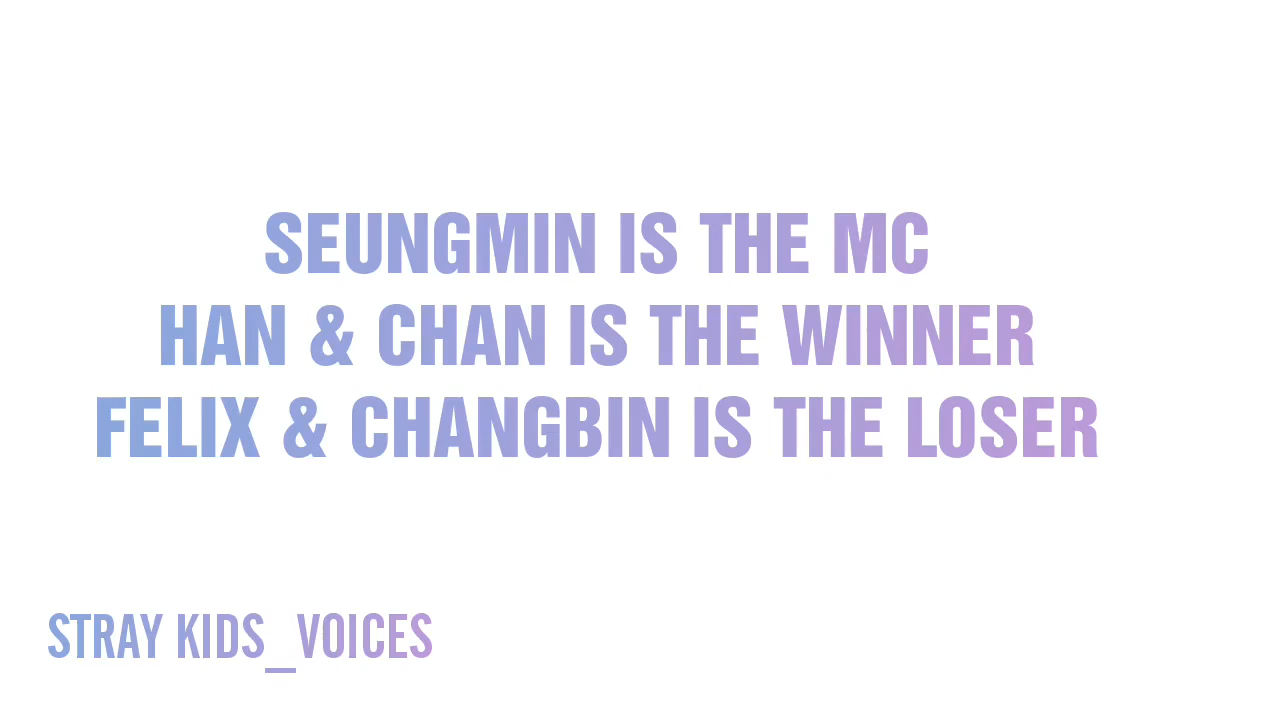 SEUNGMIN IS THE MC
HAN & CHAN IS THE WINNER
FELIX & CHANGBIN IS THE LOSER
STRAY KIDS_VOICES